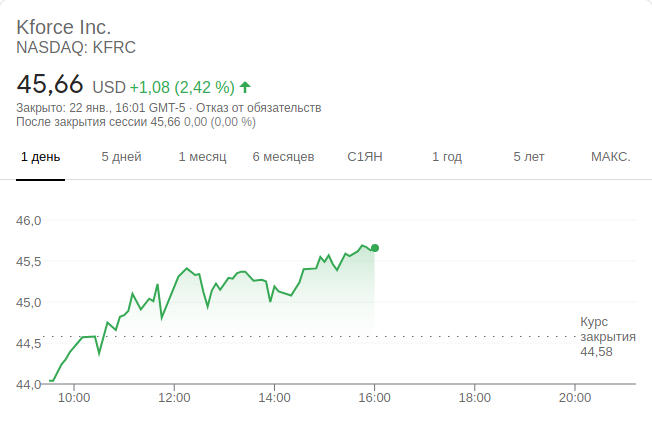 Kforce Inc.
NASDAQ: KFRC
45,66 USD +1,08 (2,42 %)
Закрыто: 22 янв., 16:01 GMT-5 · Отказ от обязательств
После закрытия сессии 45,66 0,00 (0,00 %)
1 день 5 дней 1 месяц 6 месяцев С1ЯН 1 год 5 лет МАКС.
46,0
45,5
45,0
Курс
закрытия
44,58
44,5
44,0
10:00 12:00 14:00 16:00 18:00 20:00